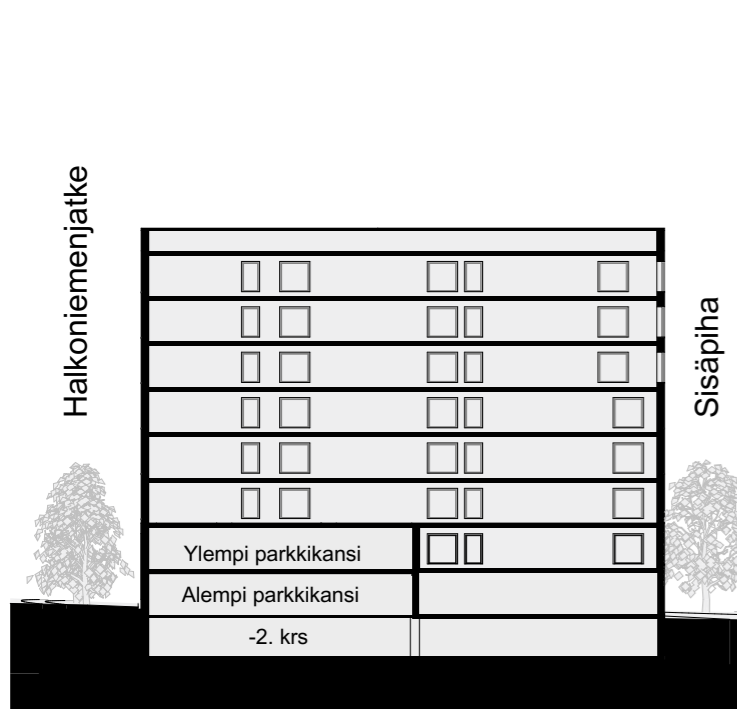 Halkoniemenjatke
Sisäpiha
Ylempi parkkikansi
Alempi parkkikansi
-2. krs